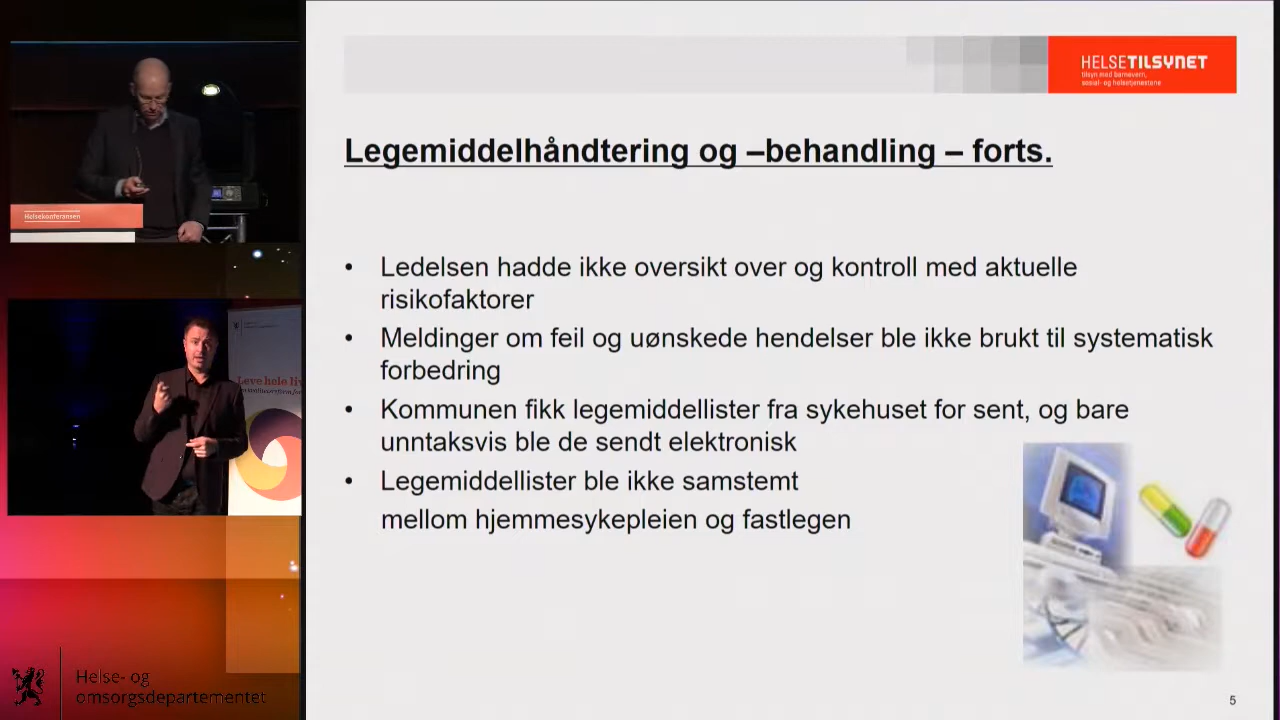 HELSETILSYNET
tilsyn med barnevern,
sosial- og helsetjenestene
Legemiddelhåndtering og –behandling – forts.
• Ledelsen hadde ikke oversikt over og kontroll med aktuelle
risikofaktorer
• Meldinger om feil og uønskede hendelser ble ikke brukt til systematisk
forbedring
• Kommunen fikk legemiddellister fra sykehuset for sent, og bare
unntaksvis ble de sendt elektronisk
• Legemiddellister ble ikke samstemt
mellom hjemmesykepleien og fastlegen
5
Helsekonferansen
Leve hele liv
Helse- og
omsorgsdepartementet